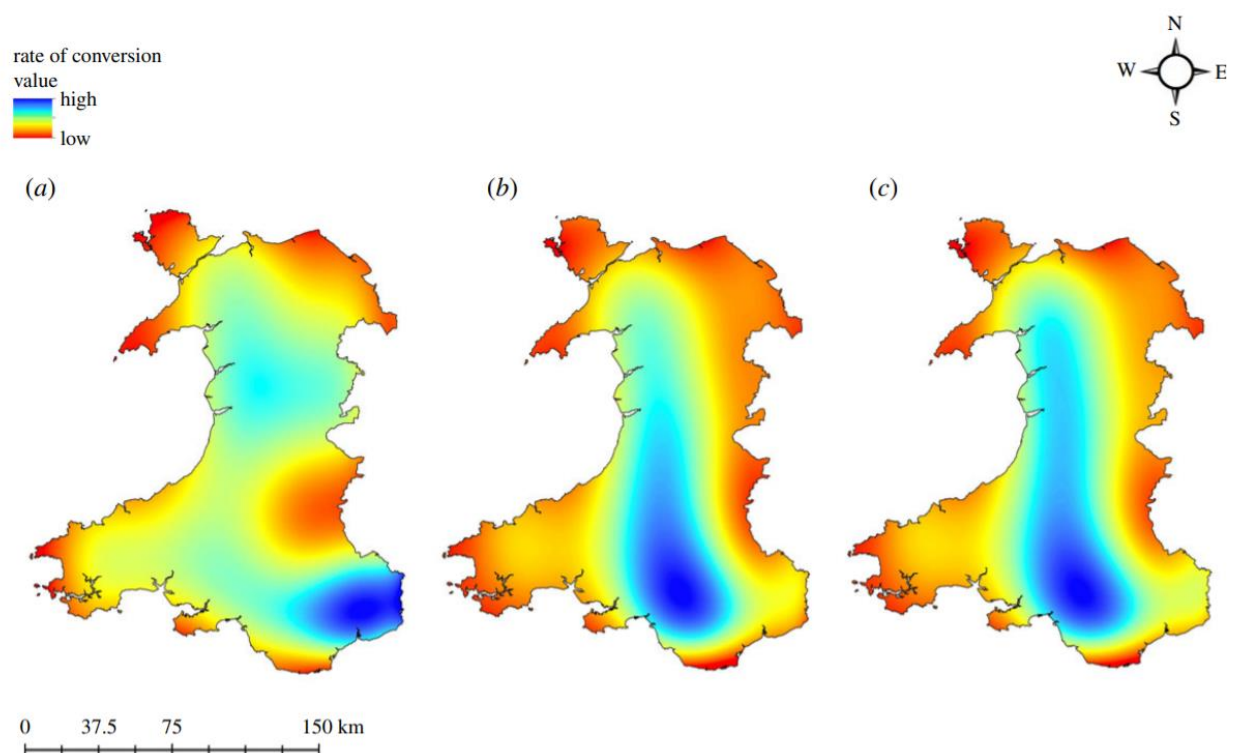 N
W E
S
rate of conversion
value
high
low
(a) (b) (c)
0 37.5 75 150 km